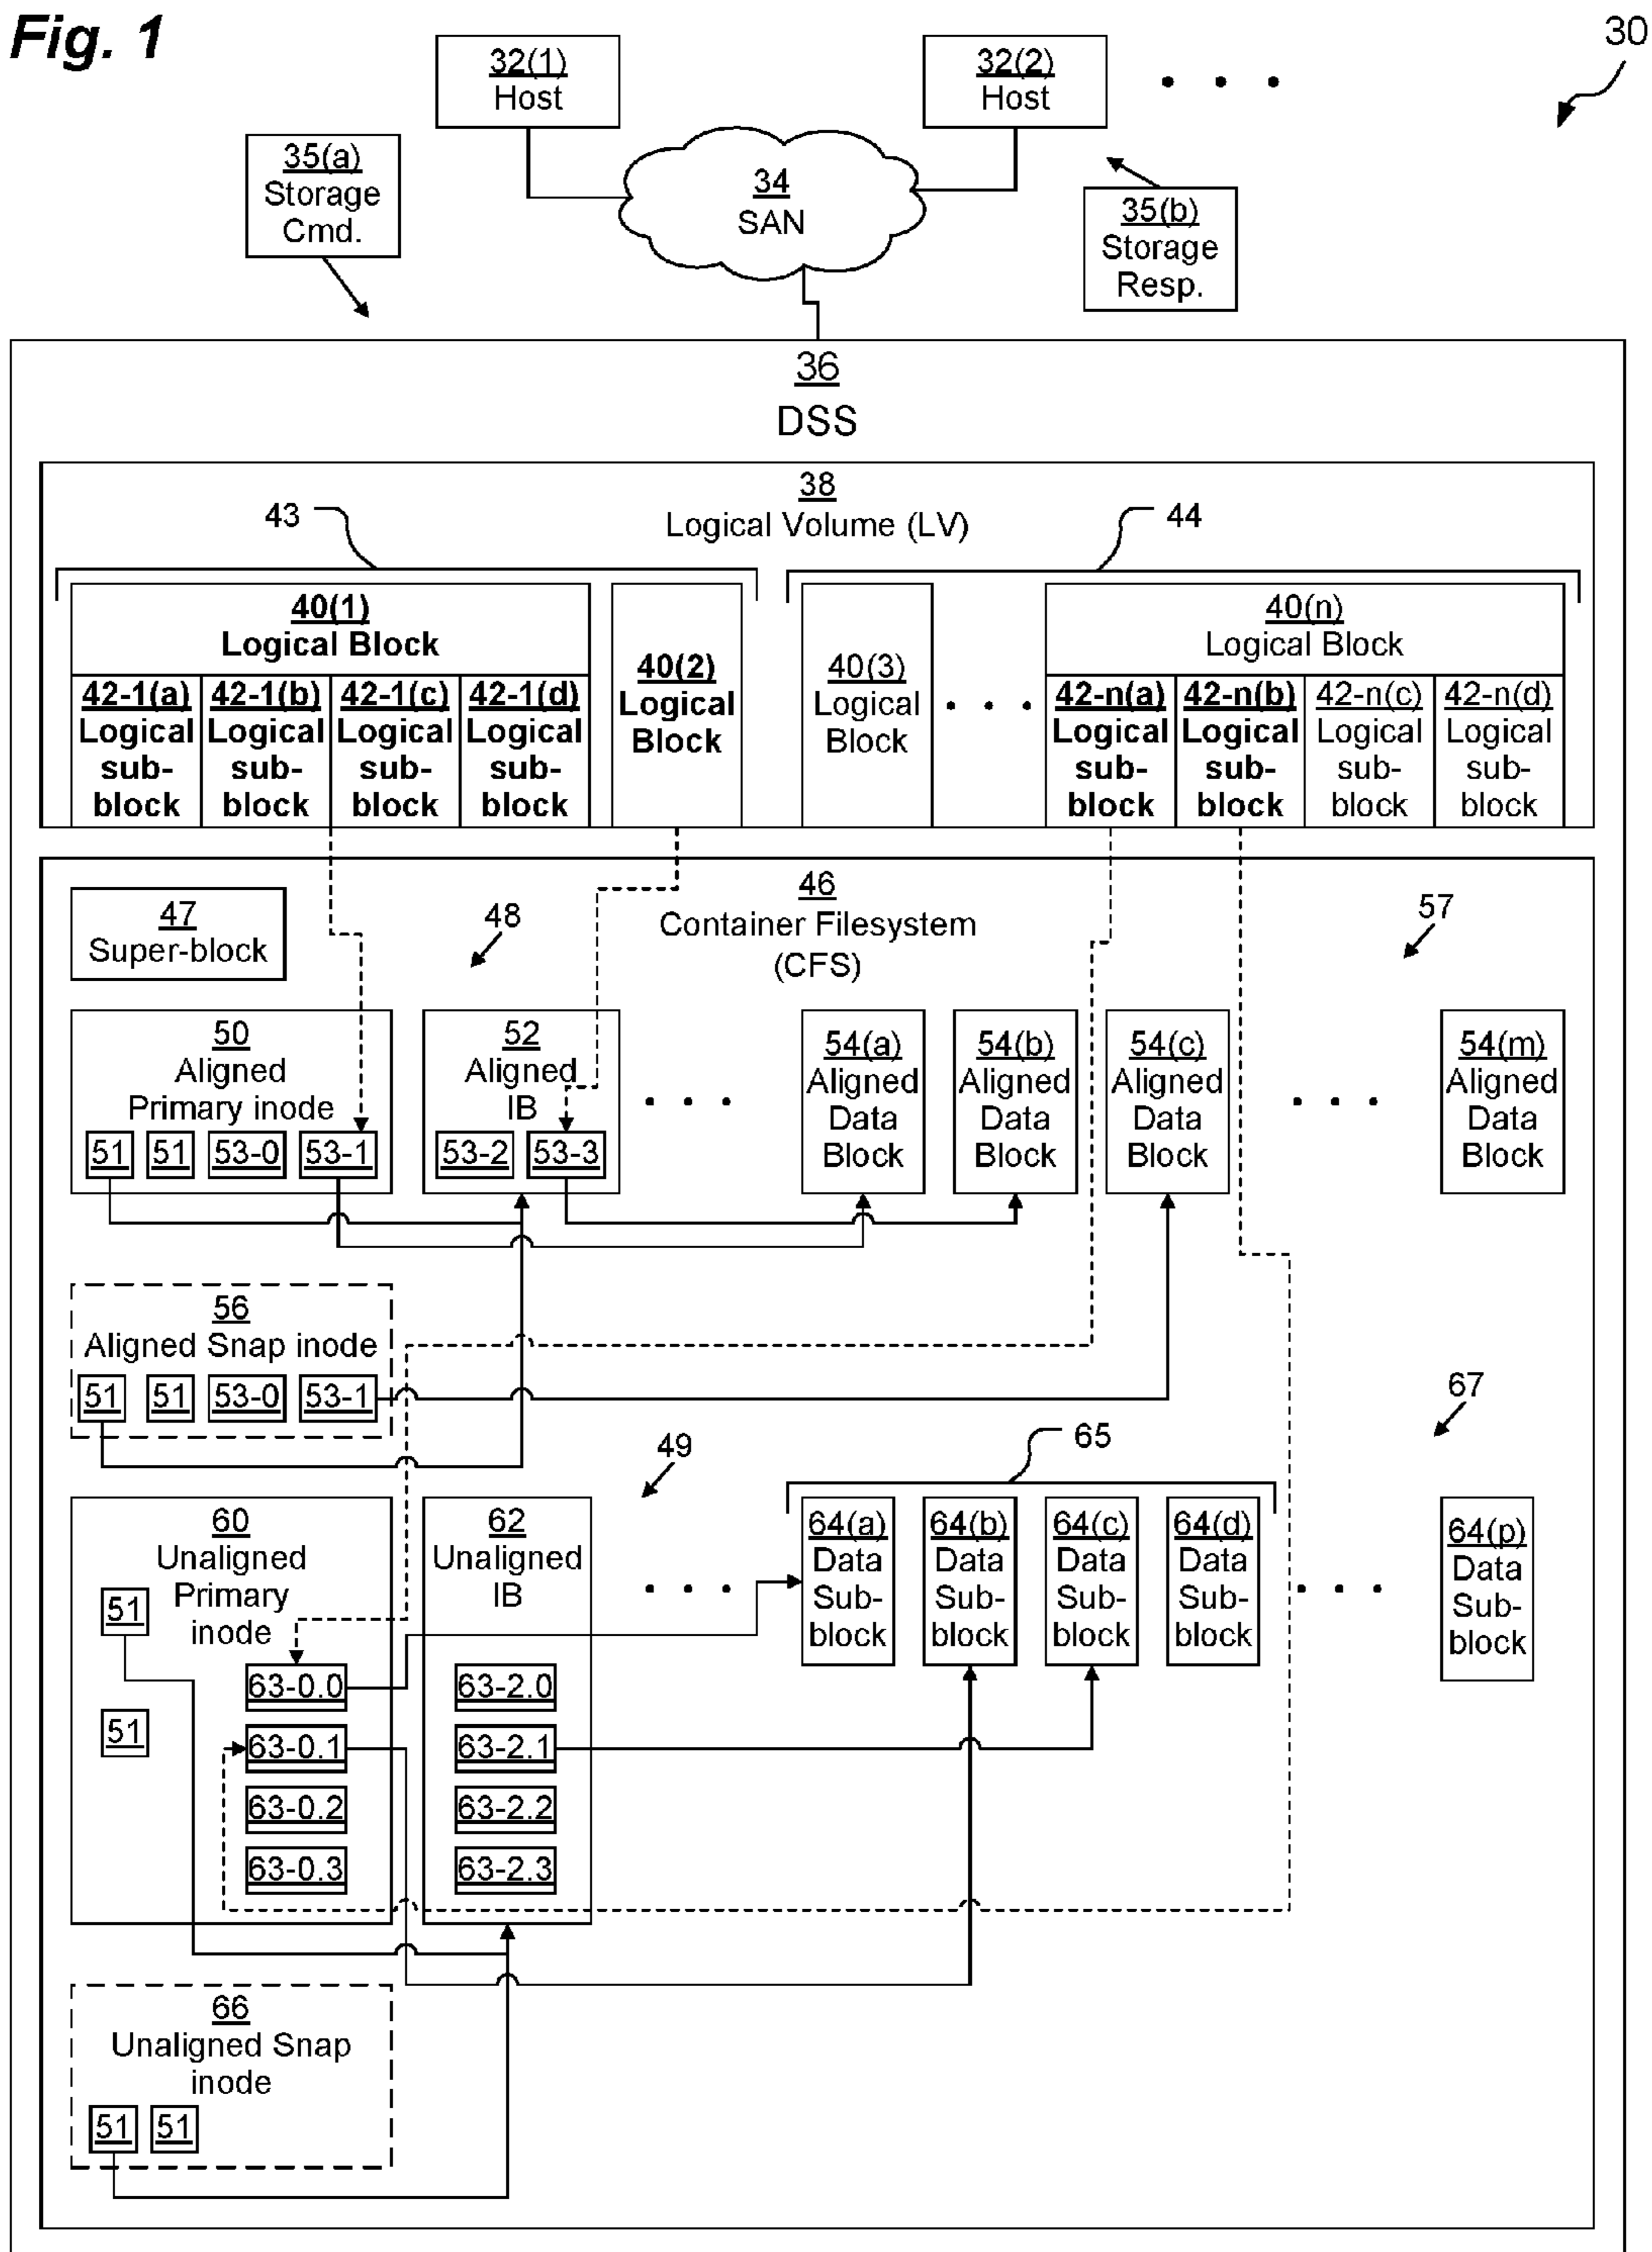 Fig. 1
30
32(1)
Host
32(2)
Host
• • •
35(a)
Storage
Cmd.
34
SAN
35(b)
Storage
Resp.
36
DSS
38
Logical Volume (LV)
43
44
40(1)
Logical Block
42-1(a)
Logical
sub-
block
42-1(b)
Logical
sub-
block
42-1(c)
Logical
sub-
block
42-1(d)
Logical
sub-
block
40(2)
Logical
Block
40(3)
Logical
Block
• • •
40(n)
Logical Block
42-n(a)
Logical
sub-
block
42-n(b)
Logical
sub-
block
42-n(c)
Logical
sub-
block
42-n(d)
Logical
sub-
block
46
Container Filesystem
(CFS)
47
Super-block
48
57
50
Aligned
Primary inode
51 51 53-0 53-1
52
Aligned
IB
53-2 53-3
• • •
54(a)
Aligned
Data
Block
54(b)
Aligned
Data
Block
54(c)
Aligned
Data
Block
• • •
54(m)
Aligned
Data
Block
56
Aligned Snap inode
51 51 53-0 53-1
67
49
65
60
Unaligned
Primary
inode
51
51
63-0.0
63-0.1
63-0.2
63-0.3
62
Unaligned
IB
63-2.0
63-2.1
63-2.2
63-2.3
• • •
64(a)
Data
Sub-
block
64(b)
Data
Sub-
block
64(c)
Data
Sub-
block
64(d)
Data
Sub-
block
• • •
64(p)
Data
Sub-
block
66
Unaligned Snap
inode
51 51